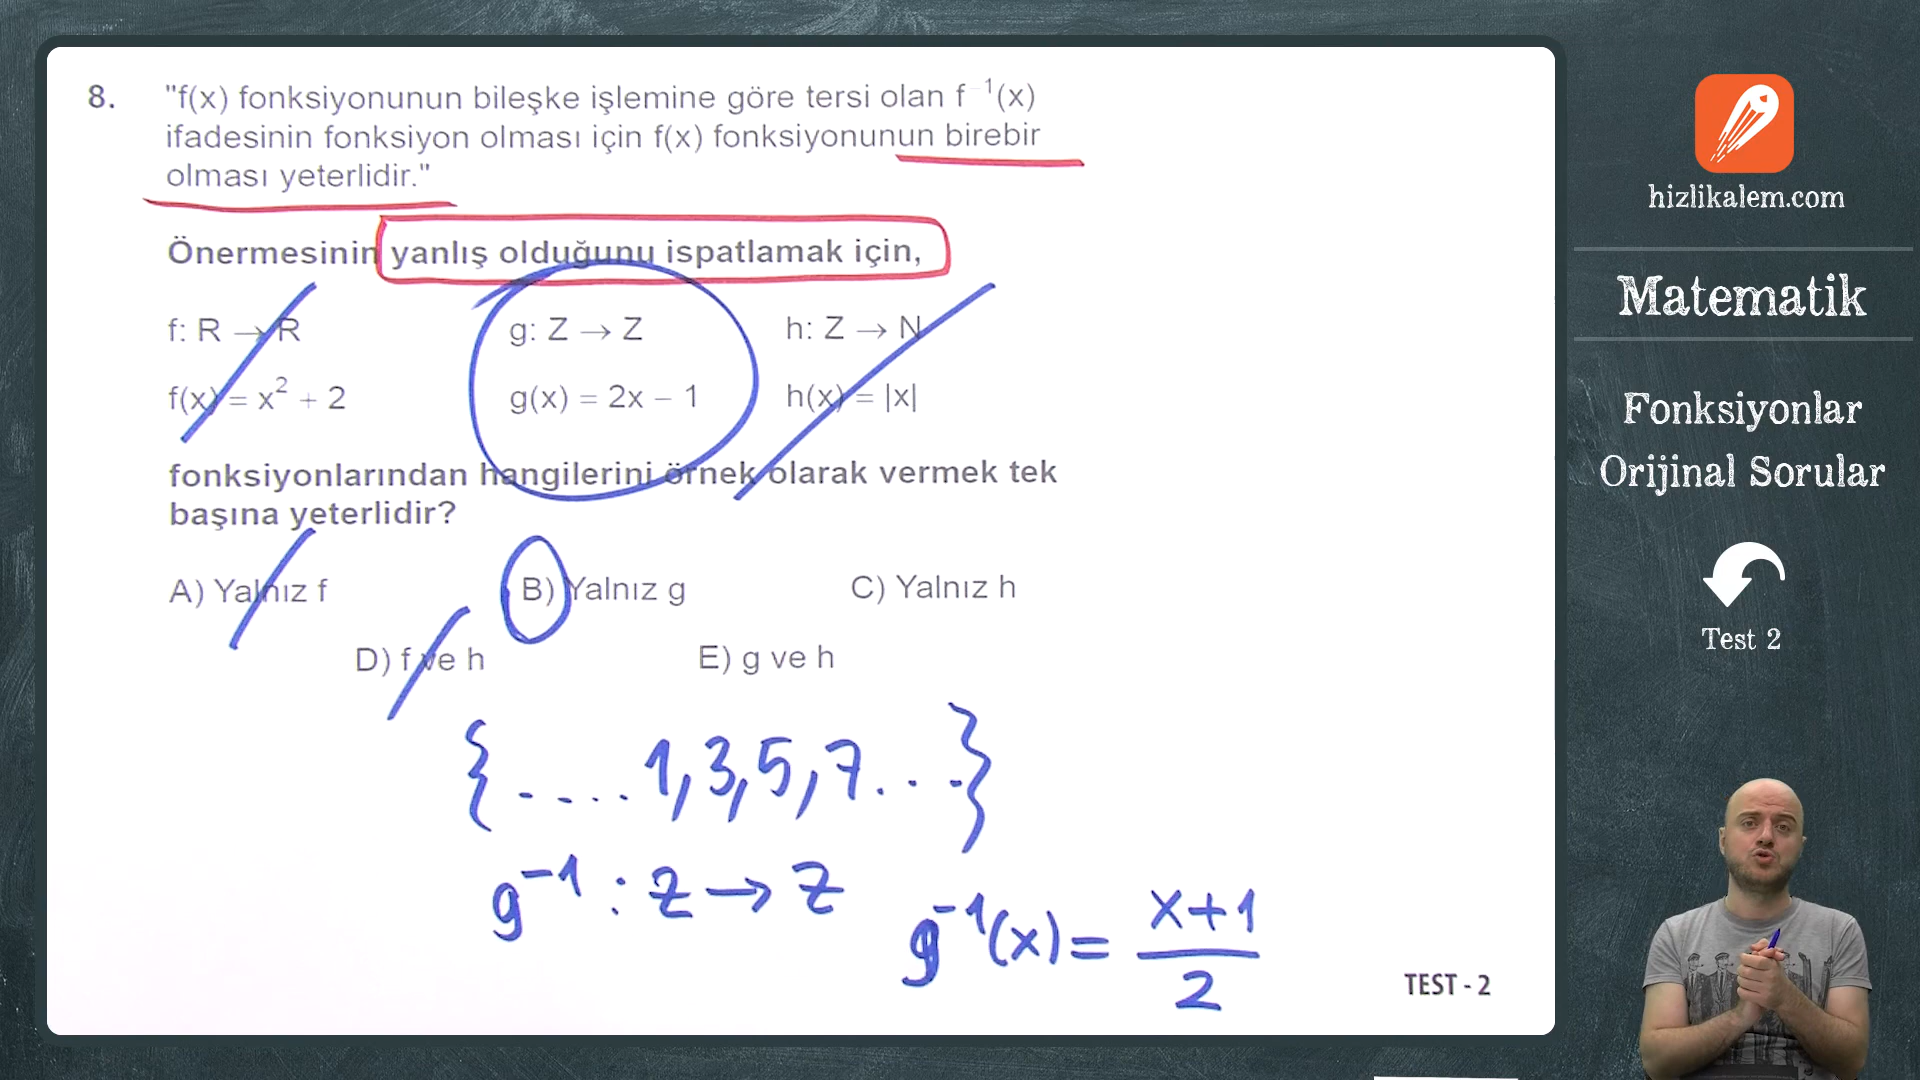 8. "f(x) fonksiyonunun bileşke işlemine göre tersi olan f⁻¹(x)
ifadesinin fonksiyon olması için f(x) fonksiyonunun birebir
olması yeterlidir."
Önermesinin yanlış olduğunu ispatlamak için,
f: R → R g: Z → Z h: Z → N
f(x) = x² + 2 g(x) = 2x – 1 h(x) = |x|
fonksiyonlarından hangilerini örnek olarak vermek tek
başına yeterlidir?
A) Yalnız f B) Yalnız g C) Yalnız h
D) f ve h E) g ve h
{ .... 1, 3, 5, 7 . . . }
g⁻¹ : Z → Z g⁻¹(x) = x+1 / 2
TEST - 2
hizlikalem.com
Matematik
Fonksiyonlar
Orijinal Sorular
Test 2